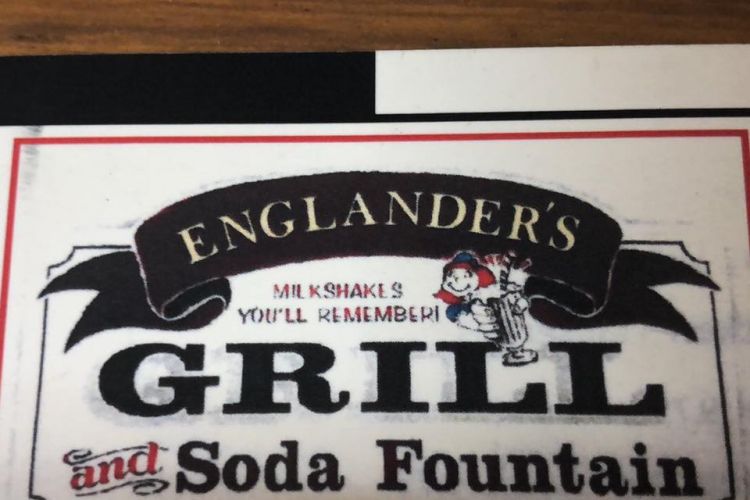 ENGLANDER'S
MILKSHAKES
YOU'LL REMEMBER!
GRILL
and Soda Fountain